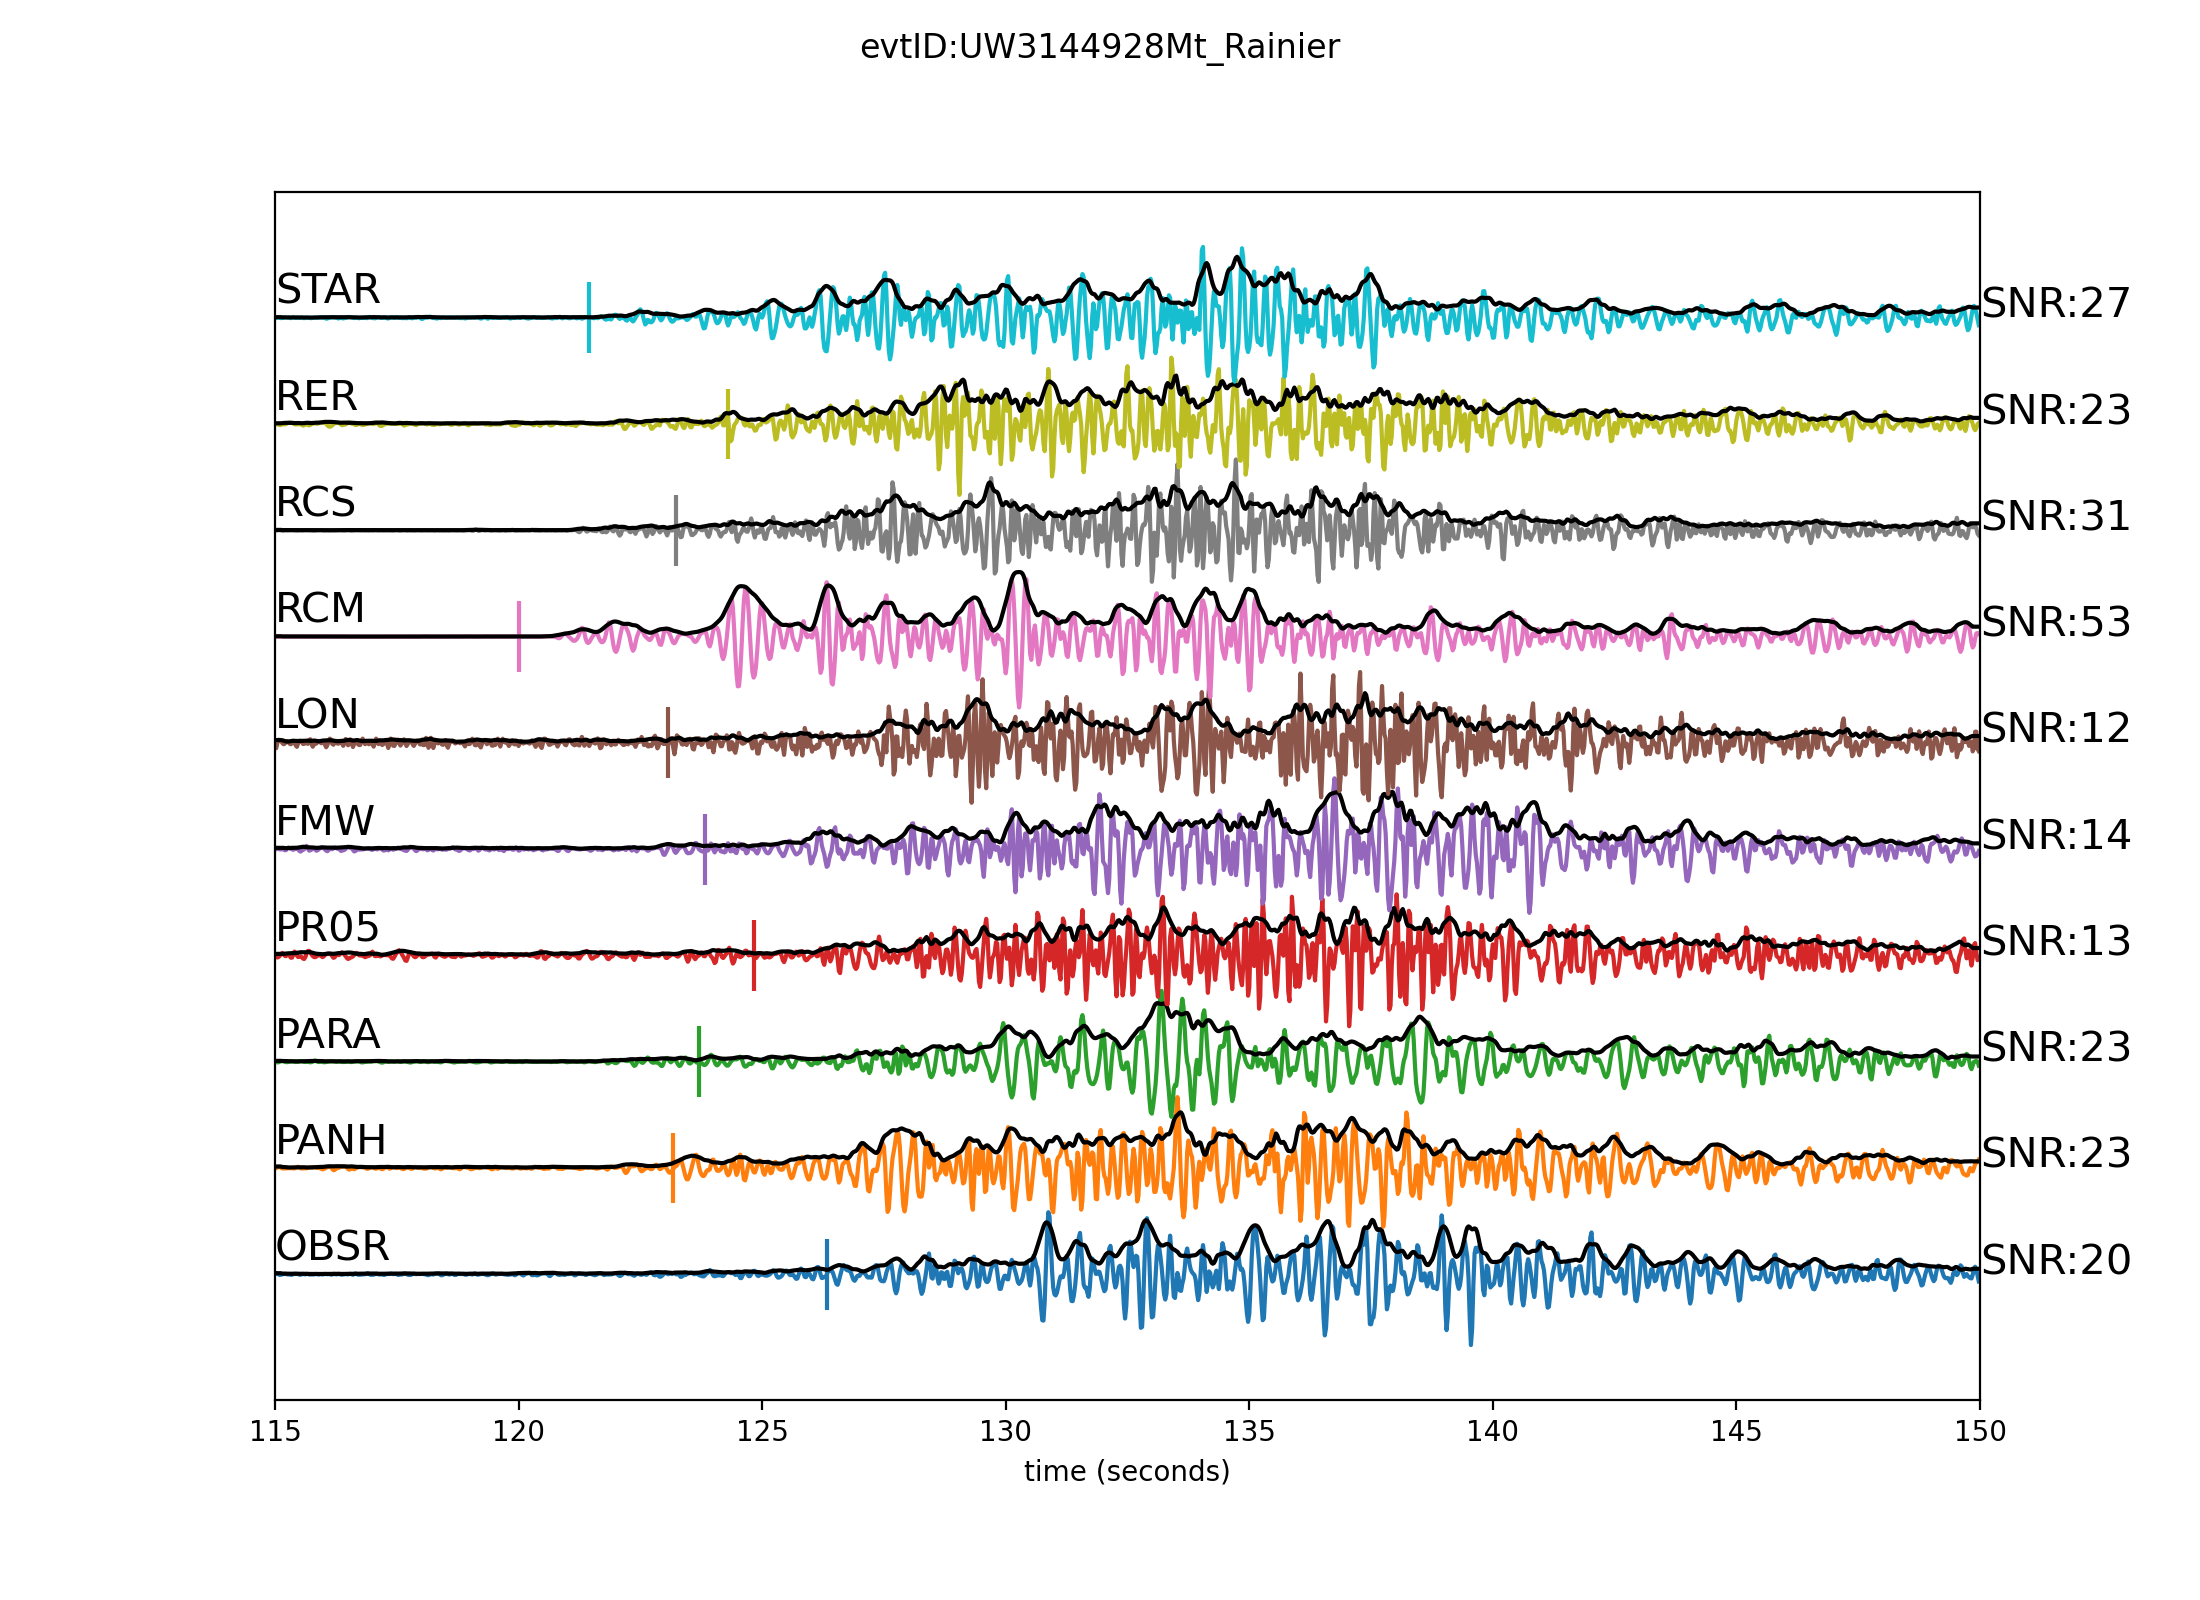 evtID:UW3144928Mt_Rainier
STAR SNR:27
RER SNR:23
RCS SNR:31
RCM SNR:53
LON SNR:12
FMW SNR:14
PR05 SNR:13
PARA SNR:23
PANH SNR:23
OBSR SNR:20
115 120 125 130 135 140 145 150
time (seconds)